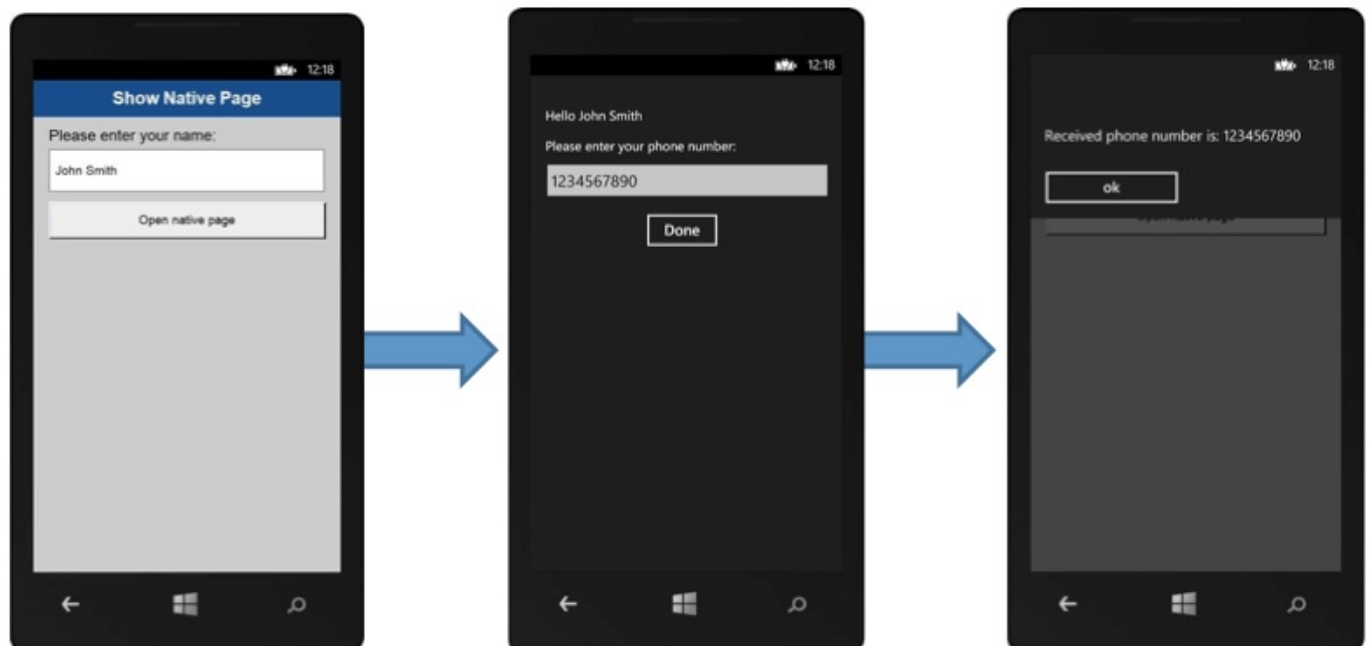 12:18
Show Native Page
Please enter your name:
John Smith
Open native page
12:18
Hello John Smith
Please enter your phone number:
1234567890
Done
12:18
Received phone number is: 1234567890
ok